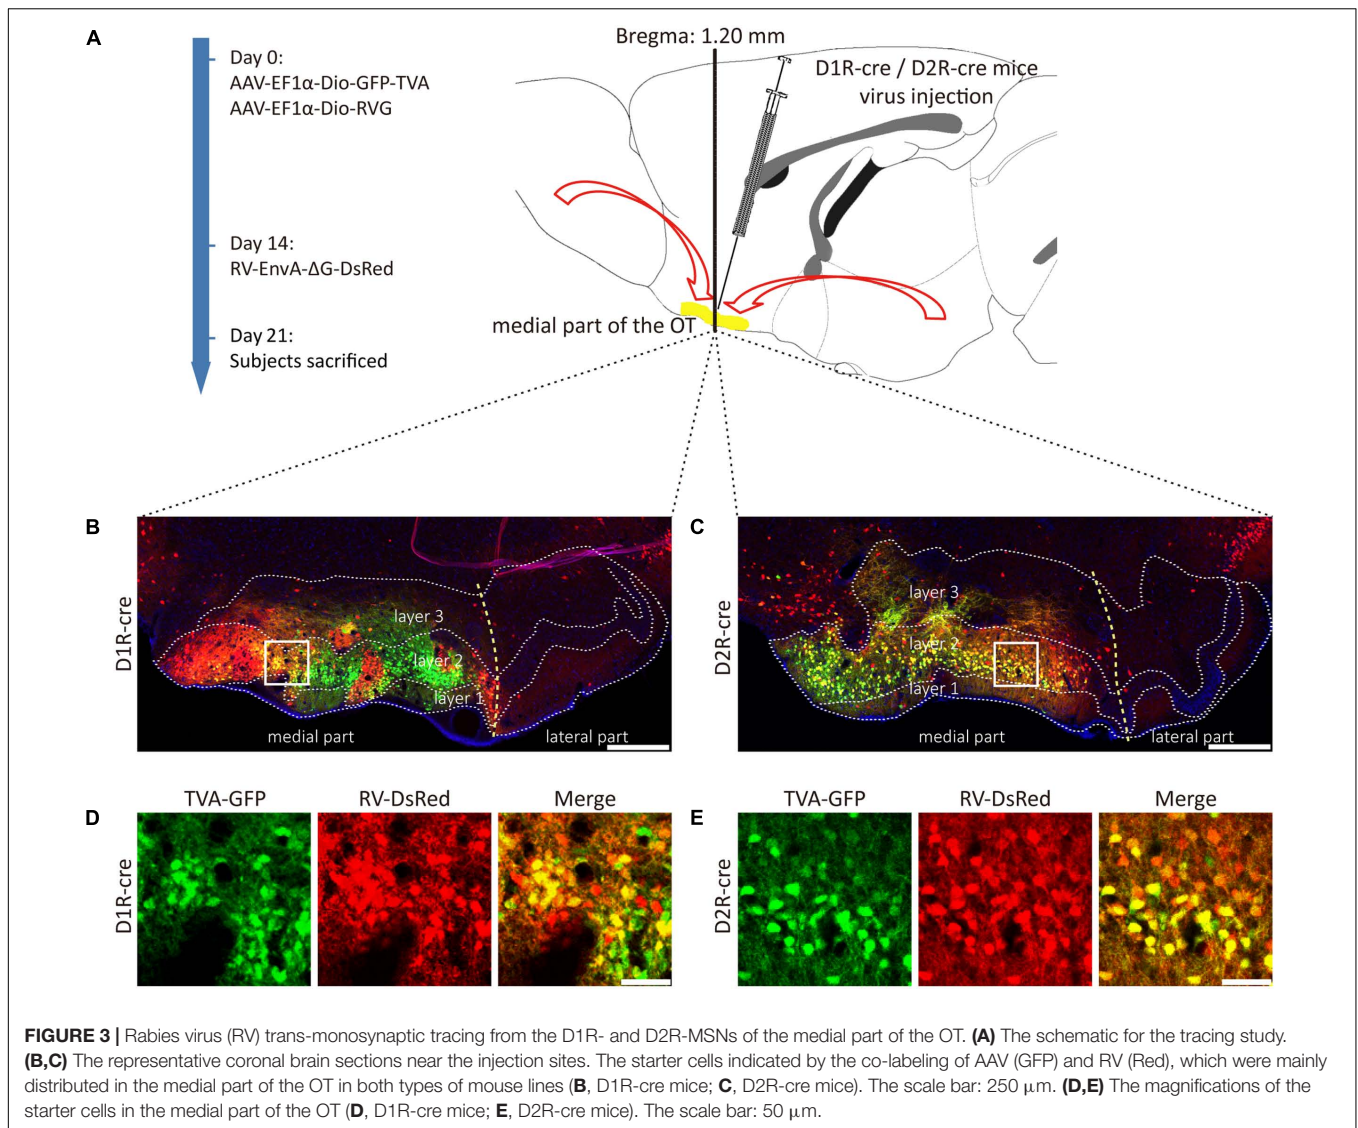 A
Day 0:
AAV-EF1α-Dio-GFP-TVA
AAV-EF1α-Dio-RVG
Day 14:
RV-EnvA-ΔG-DsRed
Day 21:
Subjects sacrificed
Bregma: 1.20 mm
D1R-cre / D2R-cre mice
virus injection
medial part of the OT
B
D1R-cre
layer 3
layer 2
layer 1
medial part
lateral part
C
D2R-cre
layer 3
layer 2
layer 1
medial part
lateral part
D
D1R-cre
TVA-GFP
RV-DsRed
Merge
E
D2R-cre
TVA-GFP
RV-DsRed
Merge
FIGURE 3 | Rabies virus (RV) trans-monosynaptic tracing from the D1R- and D2R-MSNs of the medial part of the OT. (A) The schematic for the tracing study.
(B,C) The representative coronal brain sections near the injection sites. The starter cells indicated by the co-labeling of AAV (GFP) and RV (Red), which were mainly
distributed in the medial part of the OT in both types of mouse lines (B, D1R-cre mice; C, D2R-cre mice). The scale bar: 250 μm. (D,E) The magnifications of the
starter cells in the medial part of the OT (D, D1R-cre mice; E, D2R-cre mice). The scale bar: 50 μm.